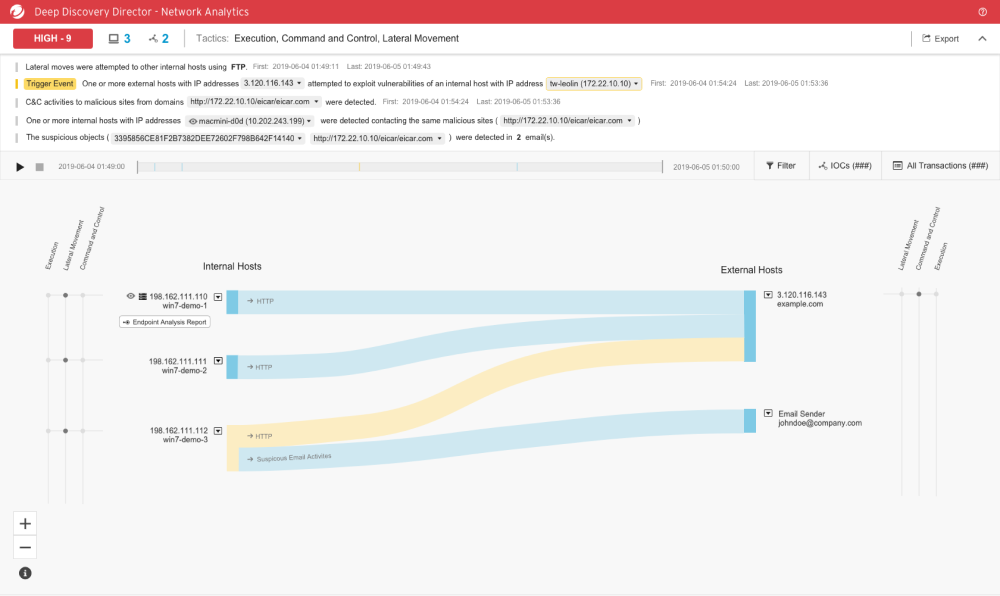 Deep Discovery Director - Network Analytics
HIGH - 9 3 2 Tactics: Execution, Command and Control, Lateral Movement Export
Lateral moves were attempted to other internal hosts using FTP. First: 2019-06-04 01:49:11 Last: 2019-06-05 01:49:43
Trigger Event One or more external hosts with IP addresses 3.120.116.143 attempted to exploit vulnerabilities of an internal host with IP address tw-leolin (172.22.10.10) First: 2019-06-04 01:54:24 Last: 2019-06-05 01:53:36
C&C activities to malicious sites from domains http://172.22.10.10/eicar/eicar.com were detected. First: 2019-06-04 01:54:24 Last: 2019-06-05 01:53:36
One or more internal hosts with IP addresses macmini-d0d (10.202.243.199) were detected contacting the same malicious sites ( http://172.22.10.10/eicar/eicar.com )
The suspicious objects ( 3395856CE81F2B7382DEE72602F798B642F14140 http://172.22.10.10/eicar/eicar.com ) were detected in 2 email(s).
2019-06-04 01:49:00 2019-06-05 01:50:00 Filter IOCs (###) All Transactions (###)
Execution Lateral Movement Command and Control
Lateral Movement Command and Control Execution
Internal Hosts
External Hosts
198.162.111.110
win7-demo-1
HTTP
3.120.116.143
example.com
Endpoint Analysis Report
198.162.111.111
win7-demo-2
HTTP
198.162.111.112
win7-demo-3
HTTP
Suspicous Email Activites
Email Sender
johndoe@company.com